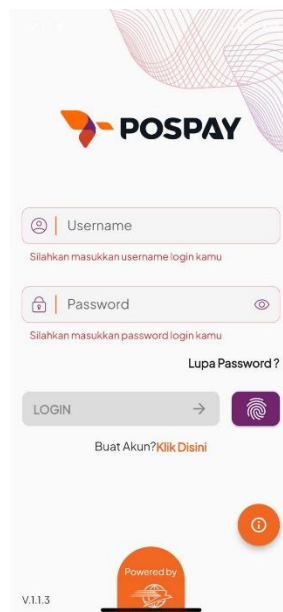 POSPAY
Username
Silahkan masukkan username login kamu
Password
Silahkan masukkan password login kamu
Lupa Password ?
LOGIN
Buat Akun?Klik Disini
Powered by
V.1.1.3